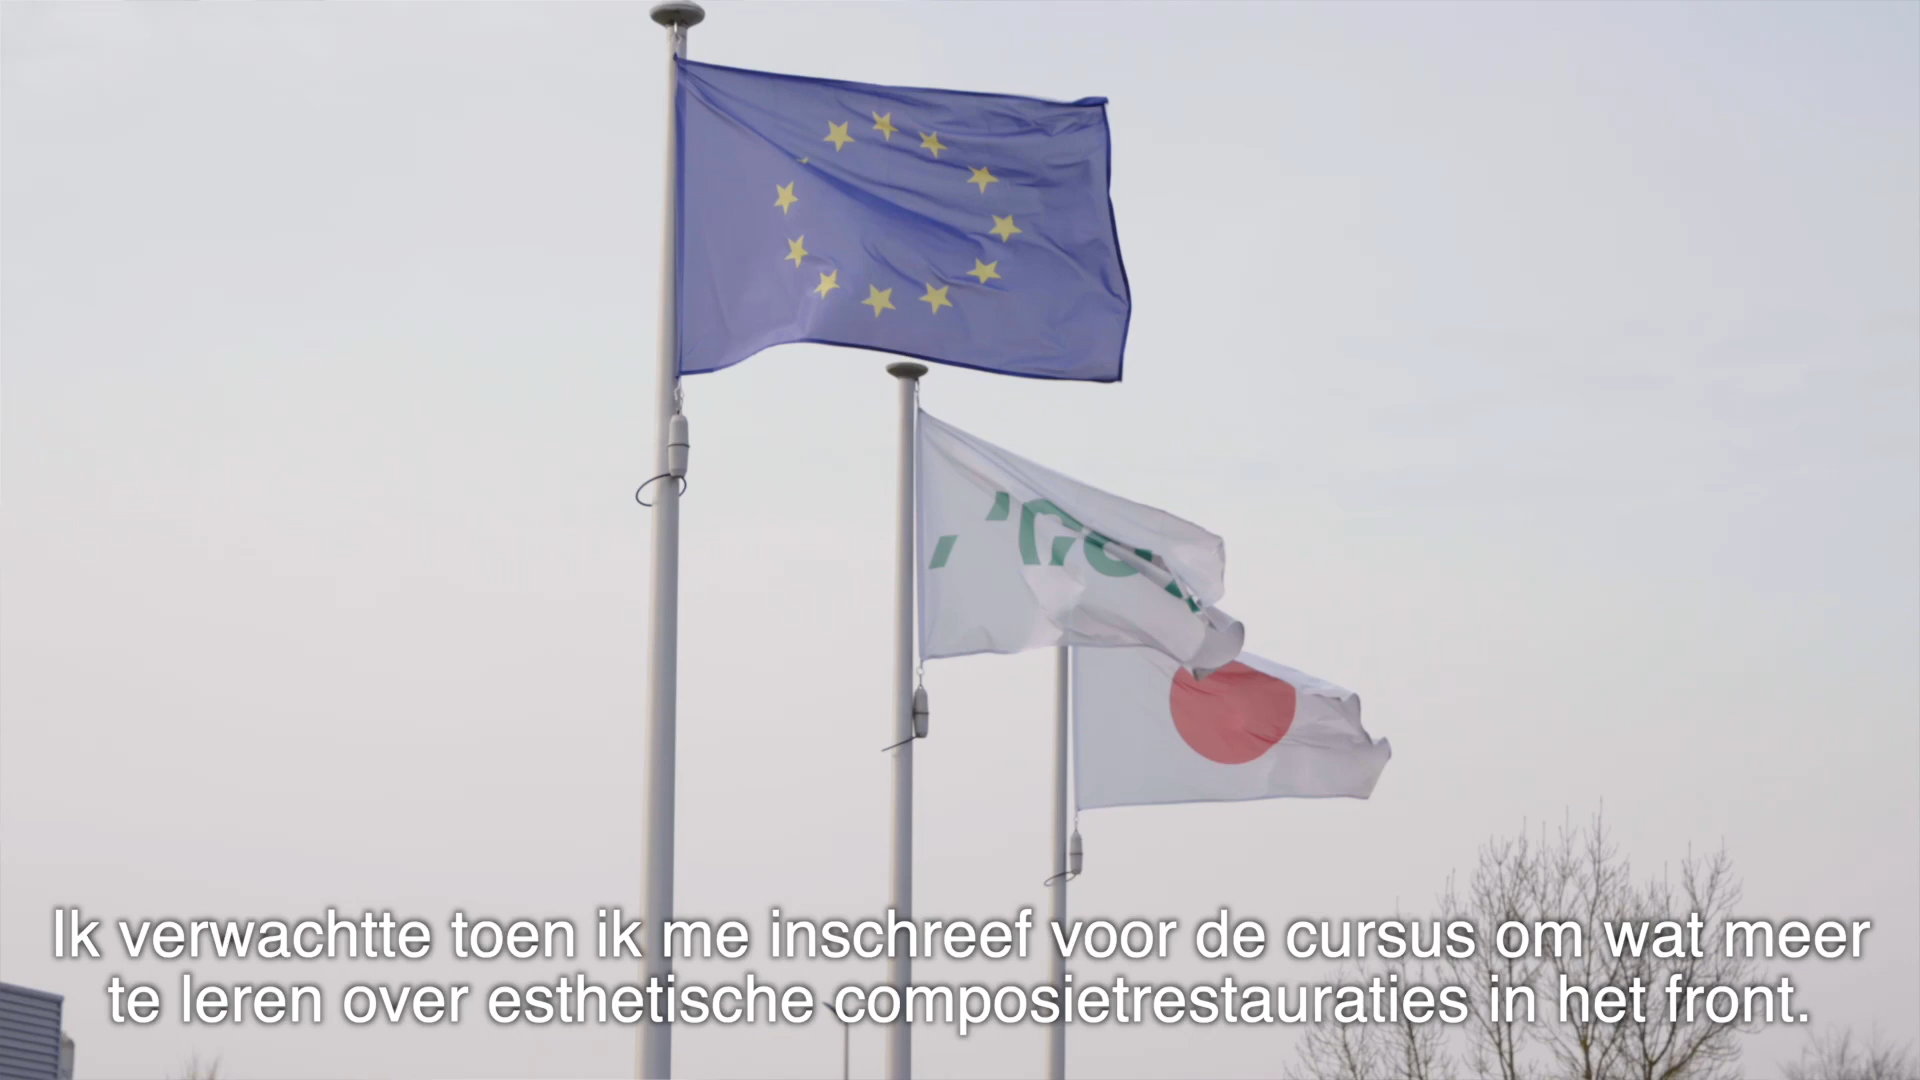 Ik verwachtte toen ik me inschreef voor de cursus om wat meer
te leren over esthetische composietrestauraties in het front.